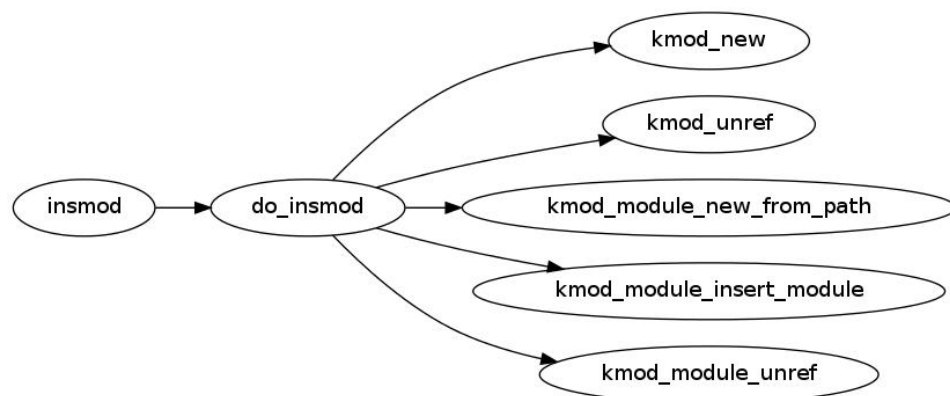 kmod_new
kmod_unref
insmod
do_insmod
kmod_module_new_from_path
kmod_module_insert_module
kmod_module_unref